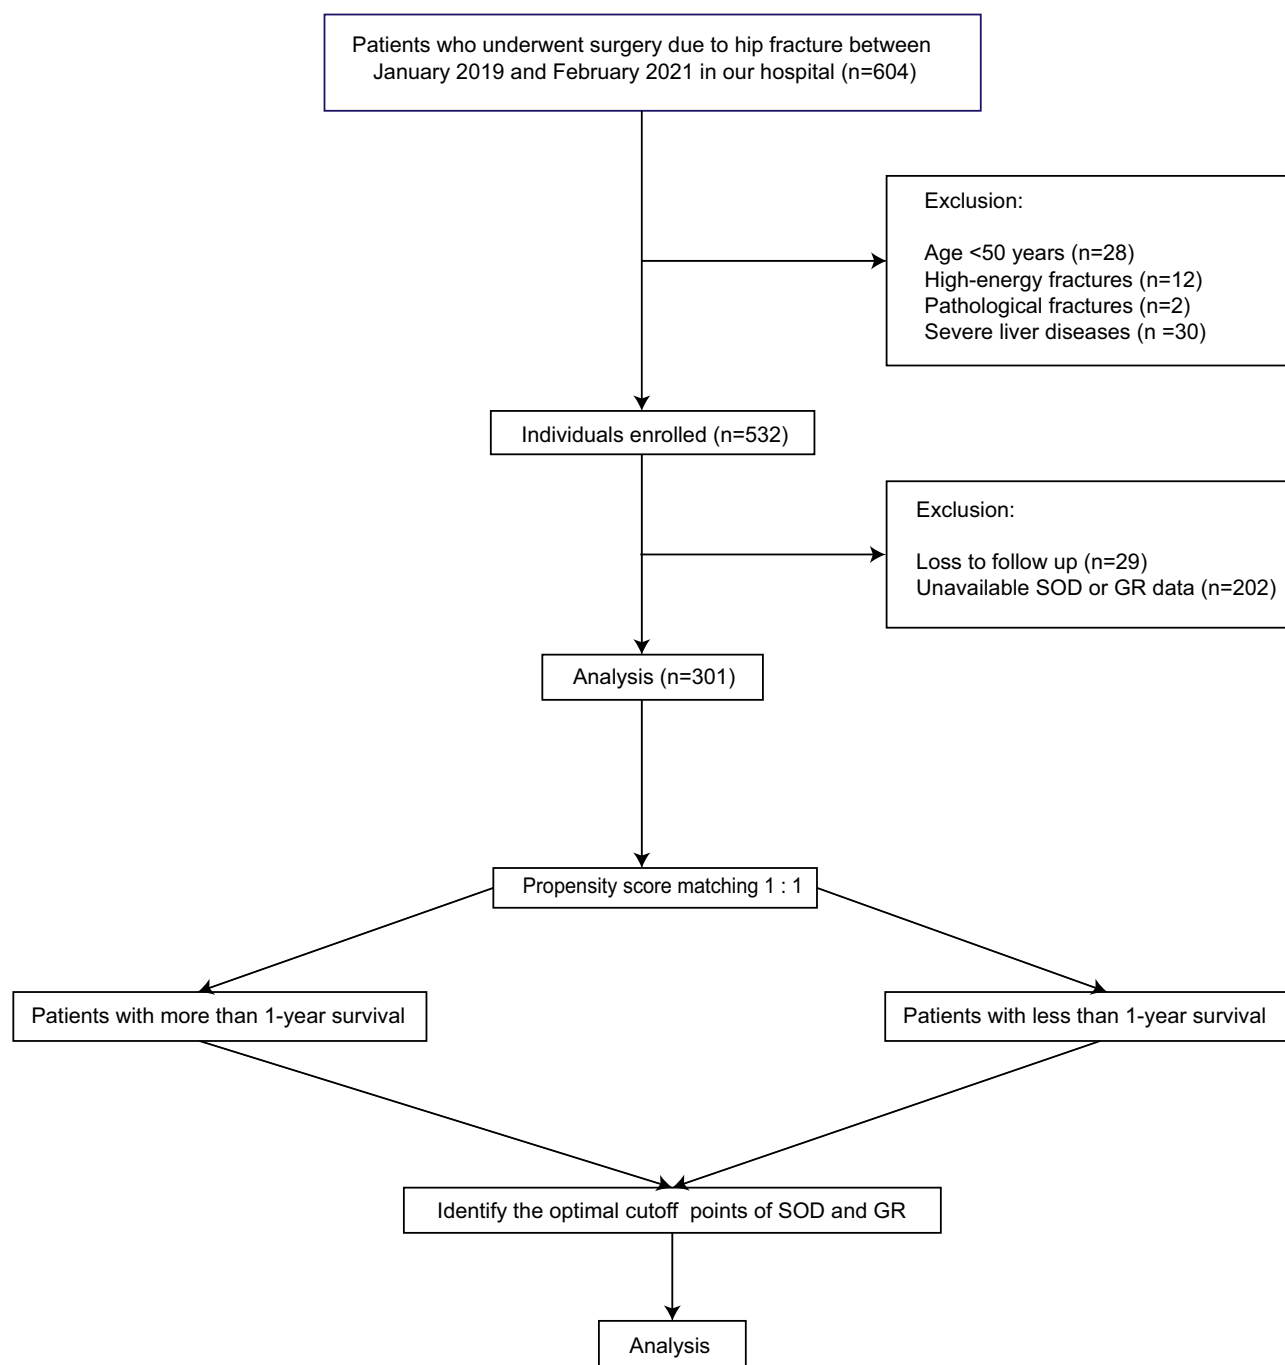 Patients who underwent surgery due to hip fracture between
January 2019 and February 2021 in our hospital (n=604)
Exclusion:
Age <50 years (n=28)
High-energy fractures (n=12)
Pathological fractures (n=2)
Severe liver diseases (n =30)
Individuals enrolled (n=532)
Exclusion:
Loss to follow up (n=29)
Unavailable SOD or GR data (n=202)
Analysis (n=301)
Propensity score matching 1 : 1
Patients with more than 1-year survival
Patients with less than 1-year survival
Identify the optimal cutoff points of SOD and GR
Analysis